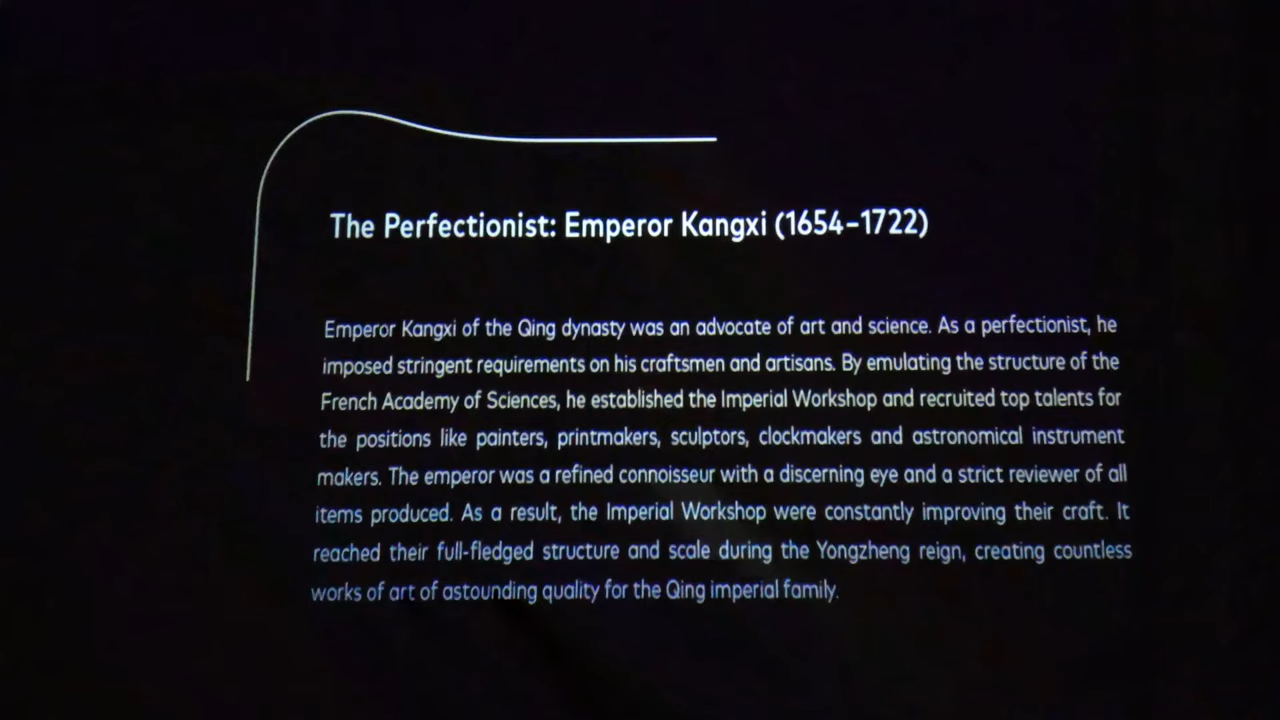 The Perfectionist: Emperor Kangxi (1654–1722)
Emperor Kangxi of the Qing dynasty was an advocate of art and science. As a perfectionist, he
imposed stringent requirements on his craftsmen and artisans. By emulating the structure of the
French Academy of Sciences, he established the Imperial Workshop and recruited top talents for
the positions like painters, printmakers, sculptors, clockmakers and astronomical instrument
makers. The emperor was a refined connoisseur with a discerning eye and a strict reviewer of all
items produced. As a result, the Imperial Workshop were constantly improving their craft. It
reached their full-fledged structure and scale during the Yongzheng reign, creating countless
works of art of astounding quality for the Qing imperial family.